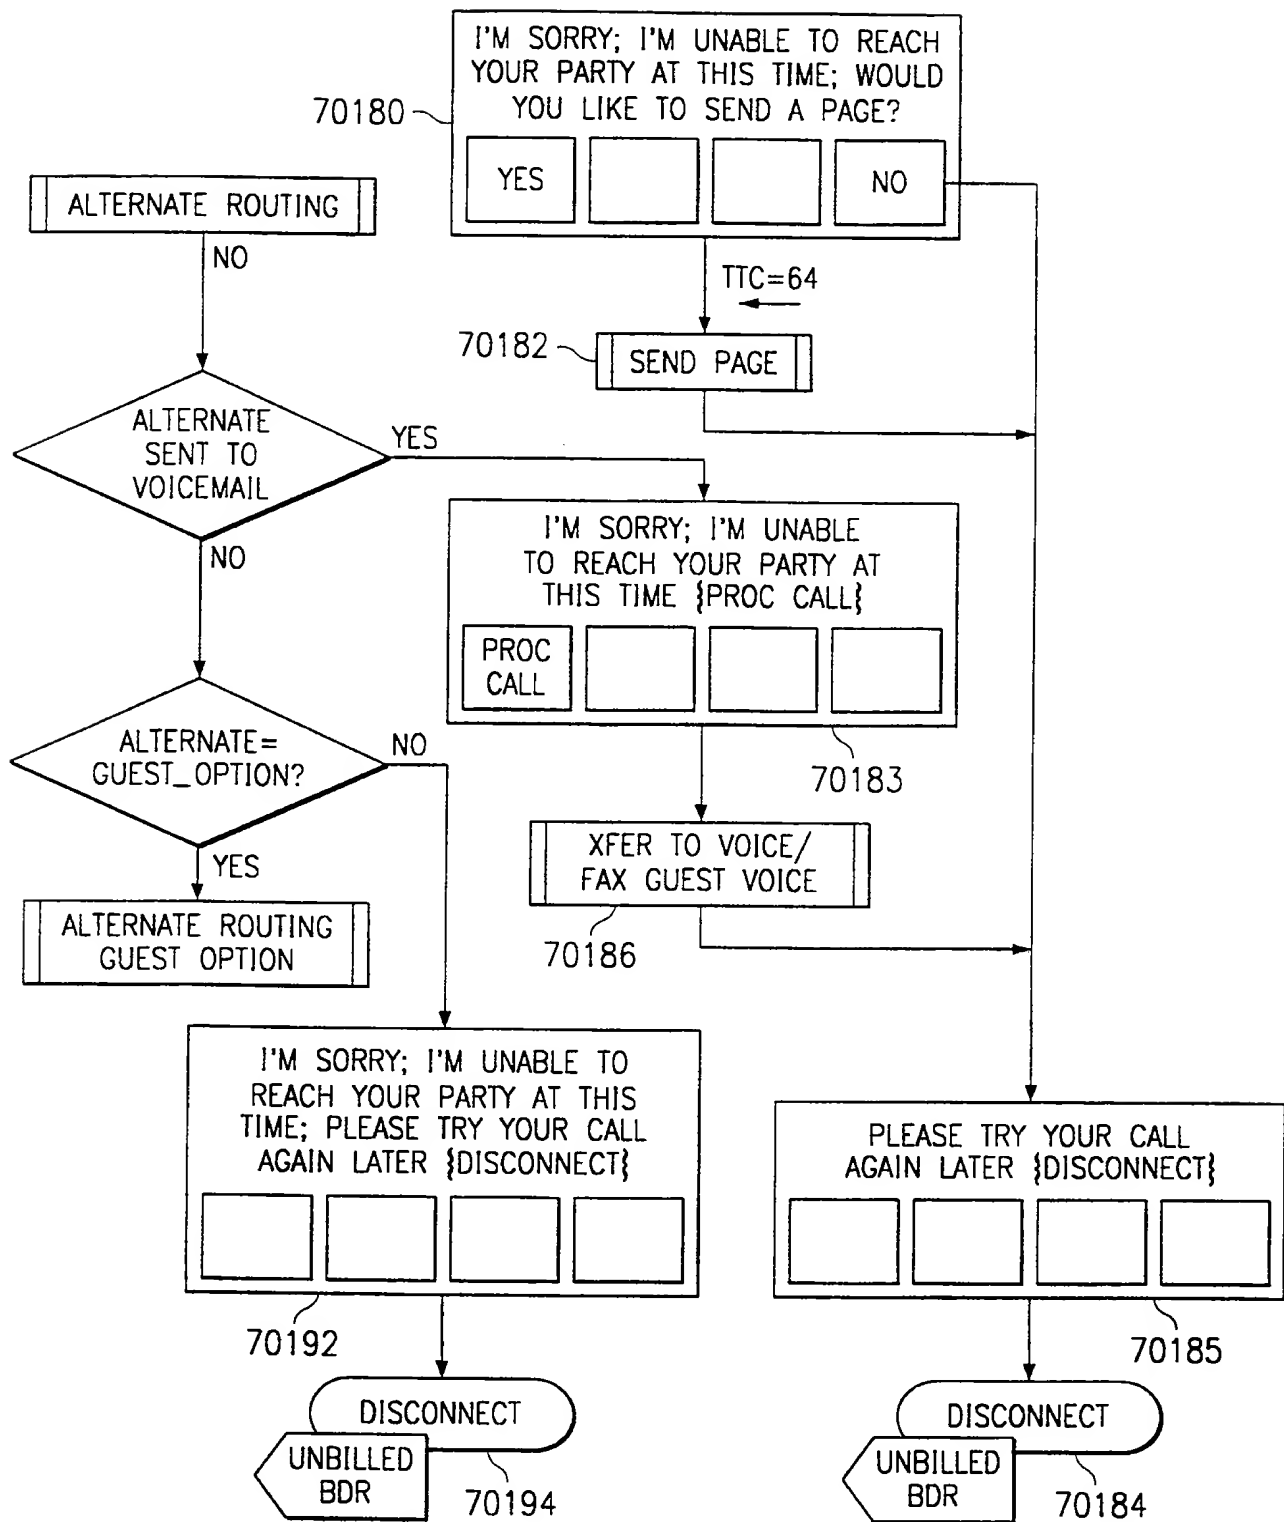 I'M SORRY; I'M UNABLE TO REACH
YOUR PARTY AT THIS TIME; WOULD
YOU LIKE TO SEND A PAGE?
70180
YES
NO
ALTERNATE ROUTING
NO
TTC=64
70182
SEND PAGE
ALTERNATE
SENT TO
VOICEMAIL
YES
NO
I'M SORRY; I'M UNABLE
TO REACH YOUR PARTY AT
THIS TIME {PROC CALL}
PROC
CALL
70183
ALTERNATE=
GUEST_OPTION?
NO
YES
XFER TO VOICE/
FAX GUEST VOICE
70186
ALTERNATE ROUTING
GUEST OPTION
I'M SORRY; I'M UNABLE TO
REACH YOUR PARTY AT THIS
TIME; PLEASE TRY YOUR CALL
AGAIN LATER {DISCONNECT}
70192
PLEASE TRY YOUR CALL
AGAIN LATER {DISCONNECT}
70185
DISCONNECT
UNBILLED
BDR
70194
DISCONNECT
UNBILLED
BDR
70184